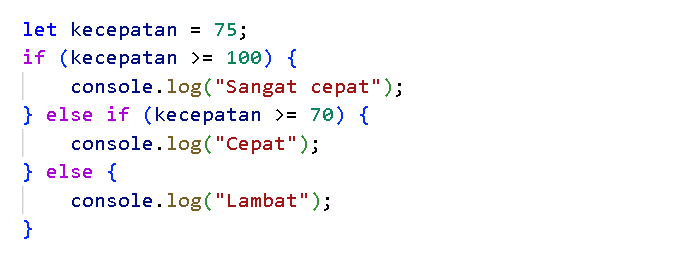 let kecepatan = 75;
if (kecepatan >= 100) {
    console.log("Sangat cepat");
} else if (kecepatan >= 70) {
    console.log("Cepat");
} else {
    console.log("Lambat");
}